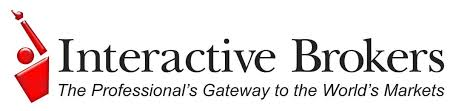 Interactive Brokers
The Professional's Gateway to the World's Markets